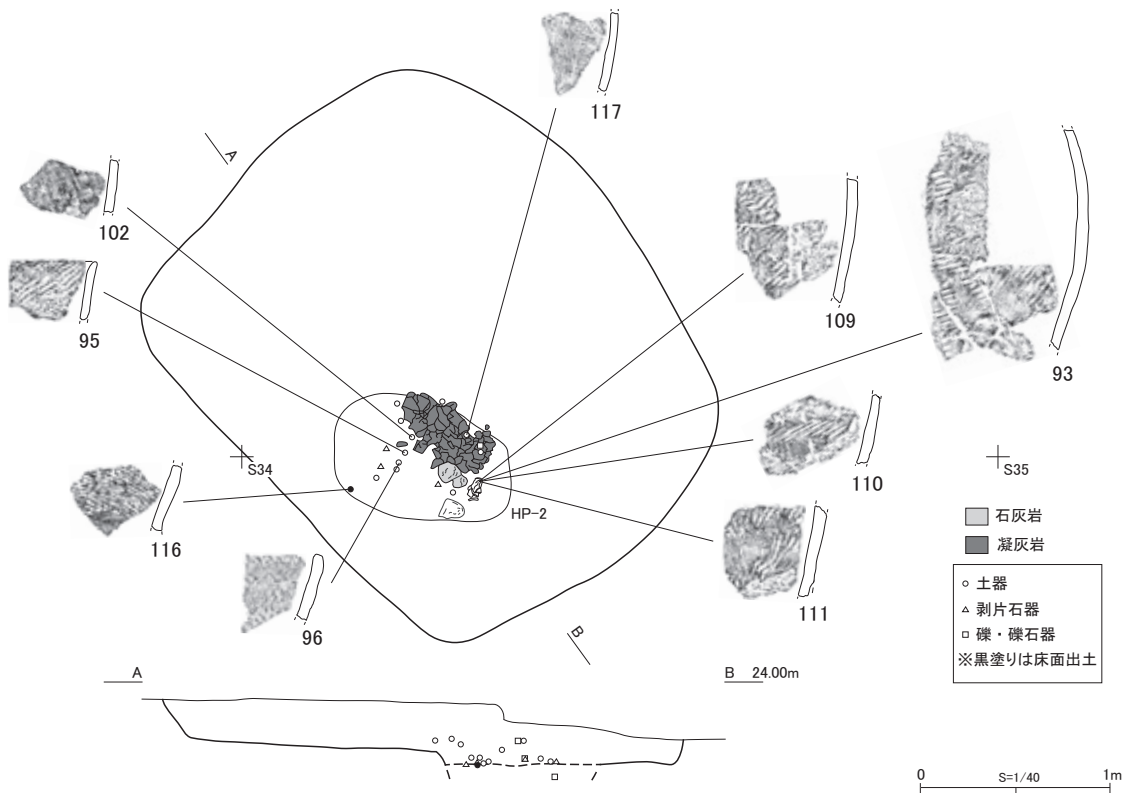 117
A
102
109
95
93
S34
110
S35
HP-2
116
石灰岩
凝灰岩
111
96
○ 土器
△ 剥片石器
□ 礫・礫石器
※黒塗りは床面出土
B
A
B 24.00m
0 S=1/40 1m